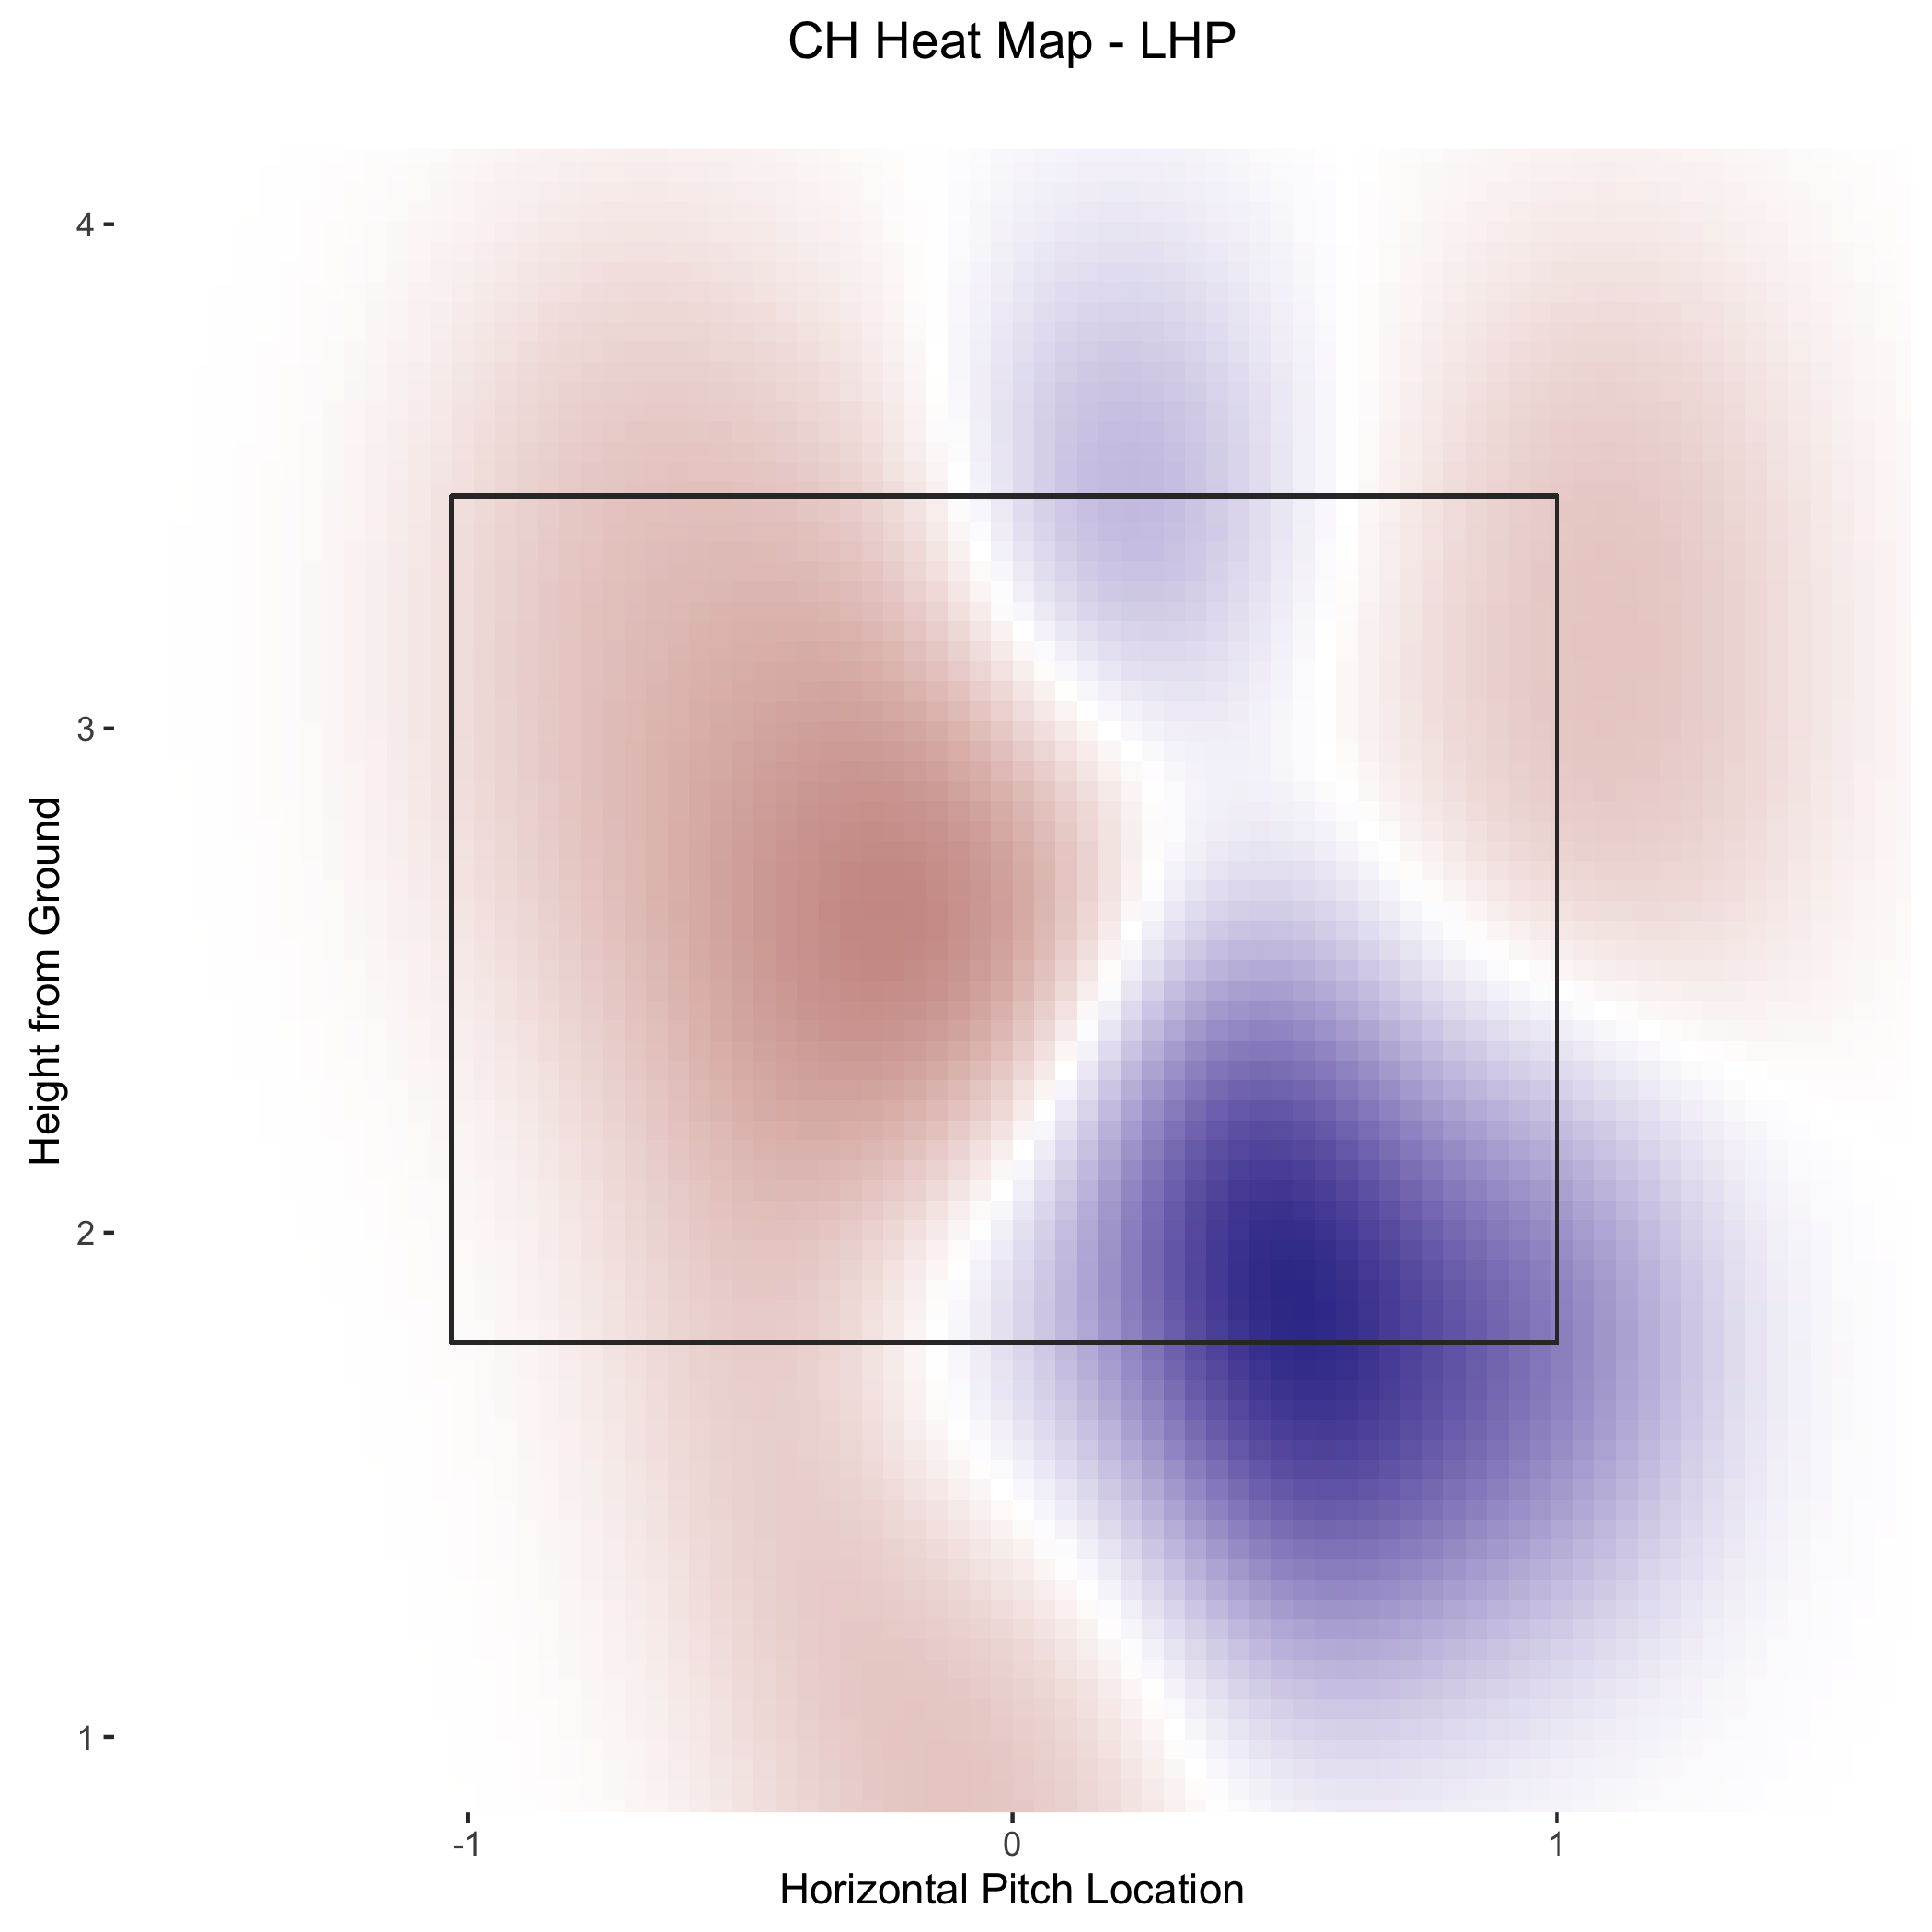 CH Heat Map - LHP
4
3
2
1
Height from Ground
-1 0 1
Horizontal Pitch Location